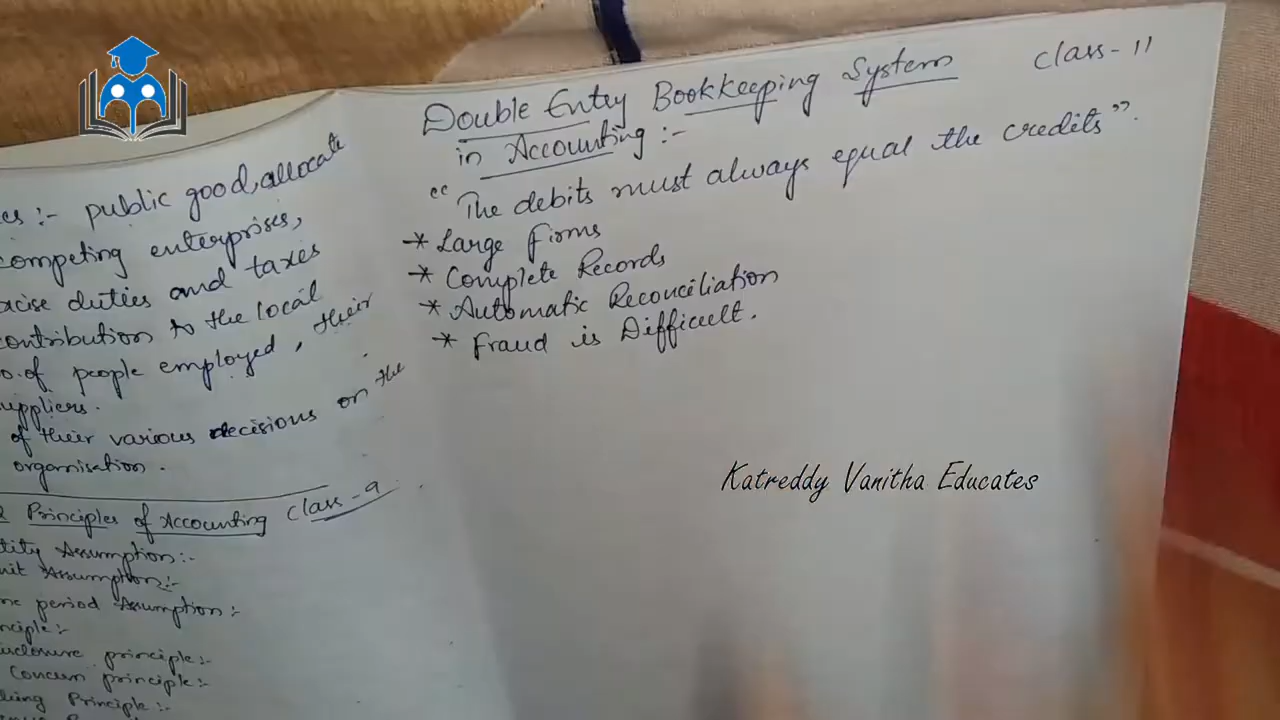 public good, allocate
competing enterprises,
duties and taxes
contribution to the local
of people employed, their
suppliers.
of their various decisions on the
organisation.
Principles of Accounting class-9
Assumption:-
Assumption:-
period Assumption:-
principle:-
Concern principle:-
Principle:-
Double Entry Bookkeeping System class-11
in Accounting:-
"The debits must always equal the credits".
* Large firms
* Complete Records
* Automatic Reconciliation
* Fraud is Difficult.
Katreddy Vanitha Educates